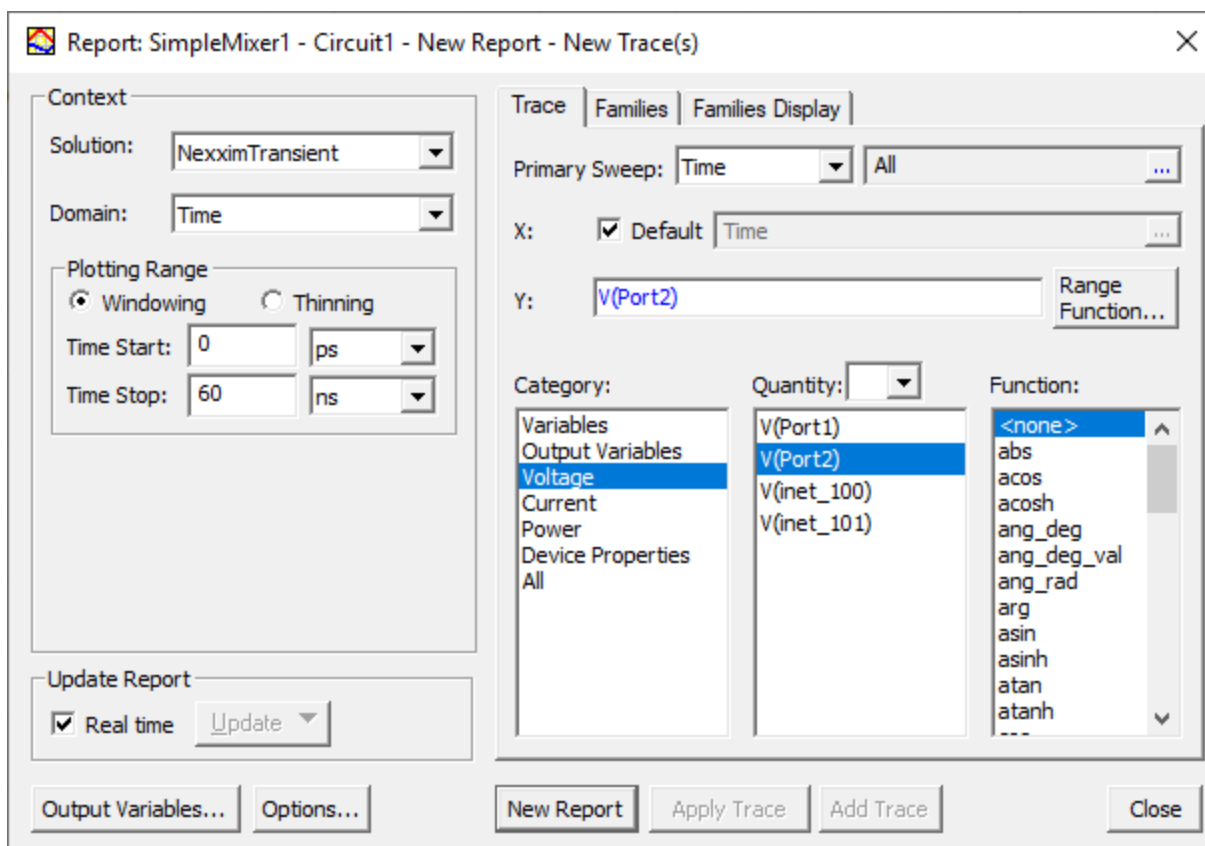 Report: SimpleMixer1 - Circuit1 - New Report - New Trace(s)
Context
Solution:
NexximTransient
Domain:
Time
Plotting Range
Windowing
Thinning
Time Start:
0
ps
Time Stop:
60
ns
Update Report
Real time
Update
Output Variables...
Options...
Trace
Families
Families Display
Primary Sweep:
Time
All
...
X:
Default
Time
...
Y:
V(Port2)
Range
Function...
Category:
Variables
Output Variables
Voltage
Current
Power
Device Properties
All
Quantity:
V(Port1)
V(Port2)
V(inet_100)
V(inet_101)
Function:
<none>
abs
acos
acosh
ang_deg
ang_deg_val
ang_rad
arg
asin
asinh
atan
atanh
New Report
Apply Trace
Add Trace
Close